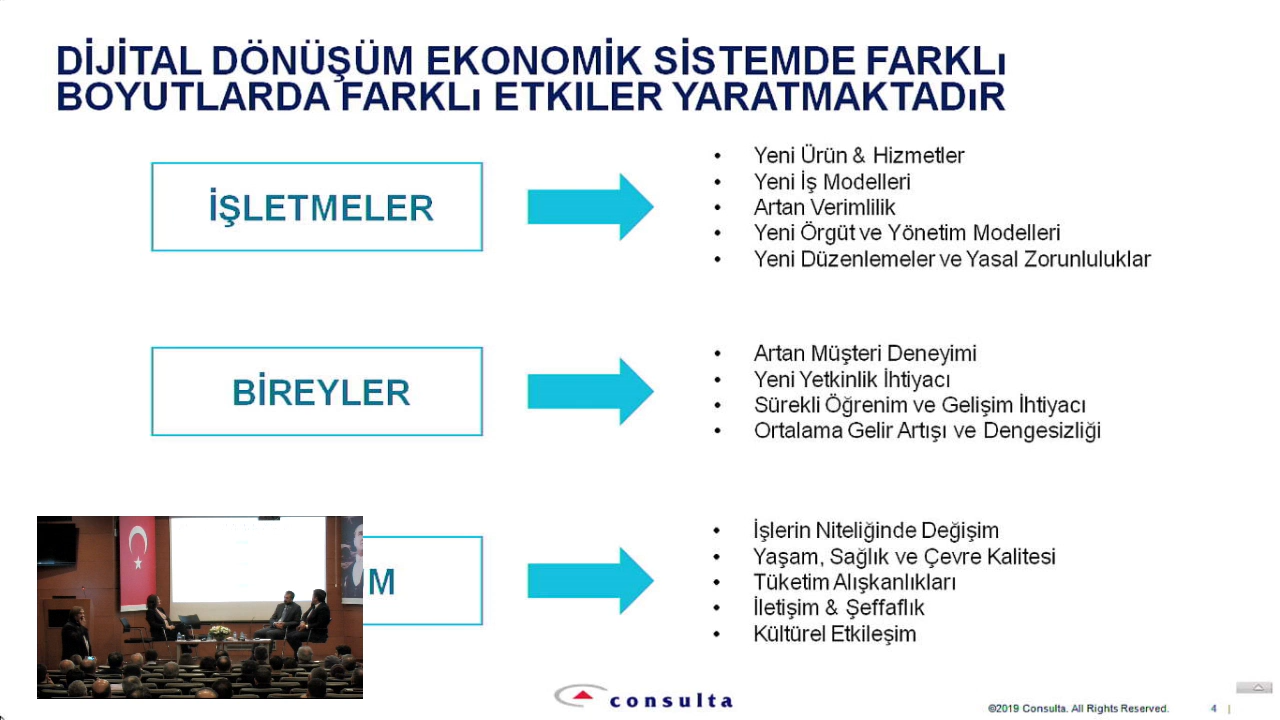 DİJİTAL DÖNÜŞÜM EKONOMİK SİSTEMDE FARKLı
BOYUTLARDA FARKLı ETKILER YARATMAKTADıR
İŞLETMELER
• Yeni Ürün & Hizmetler
• Yeni İş Modelleri
• Artan Verimlilik
• Yeni Örgüt ve Yönetim Modelleri
• Yeni Düzenlemeler ve Yasal Zorunluluklar
BİREYLER
• Artan Müşteri Deneyimi
• Yeni Yetkinlik İhtiyacı
• Sürekli Öğrenim ve Gelişim İhtiyacı
• Ortalama Gelir Artışı ve Dengesizliği
M
• İşlerin Niteliğinde Değişim
• Yaşam, Sağlık ve Çevre Kalitesi
• Tüketim Alışkanlıkları
• İletişim & Şeffaflık
• Kültürel Etkileşim
consulta
©2019 Consulta. All Rights Reserved. 4 |